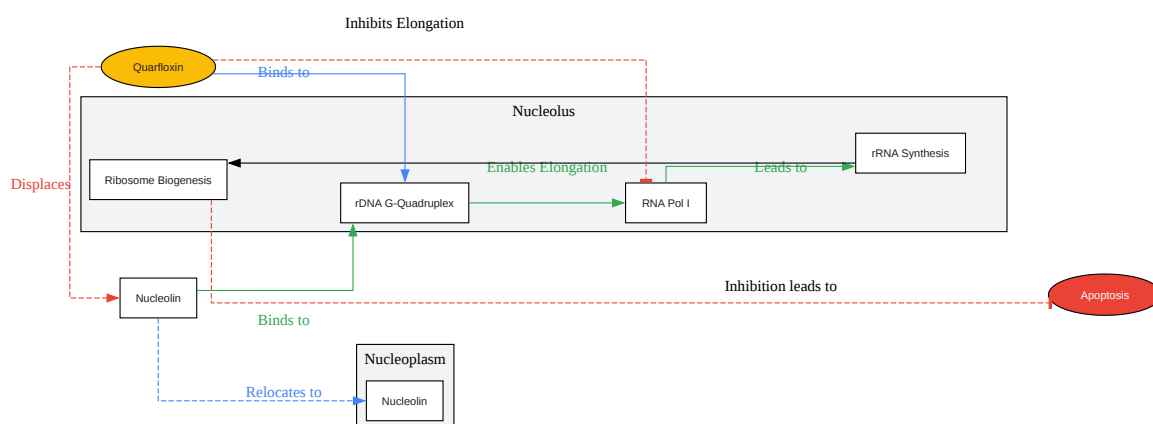 Inhibits Elongation
Quarfloxin
Binds to
Nucleolus
rRNA Synthesis
Enables Elongation
Leads to
Ribosome Biogenesis
Displaces
rDNA G-Quadruplex
RNA Pol I
Inhibition leads to
Nucleolin
Apoptosis
Binds to
Nucleoplasm
Relocates to
Nucleolin